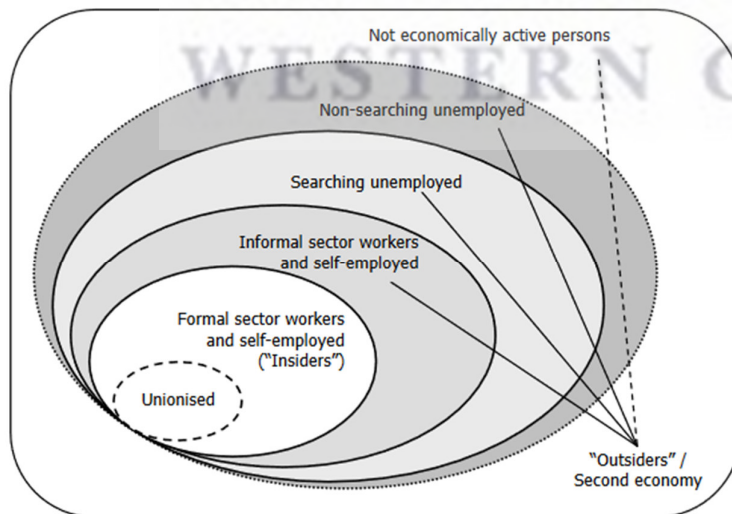 Not economically active persons
WESTERN C
Non-searching unemployed
Searching unemployed
Informal sector workers
and self-employed
Formal sector workers
and self-employed
("Insiders")
Unionised
"Outsiders" /
Second economy